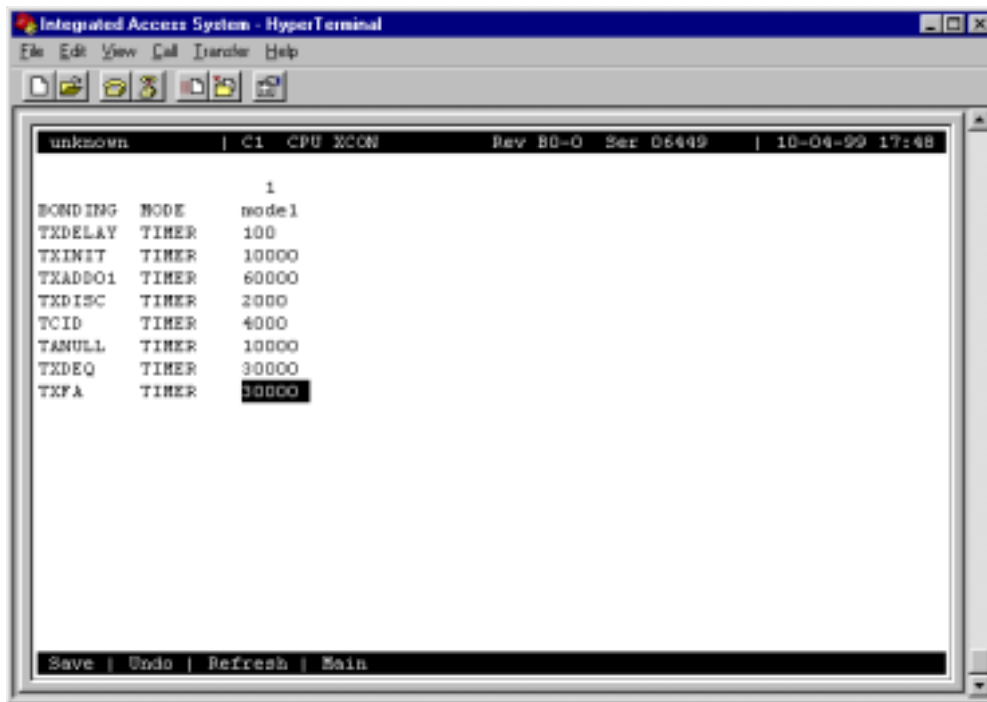 Integrated Access System - HyperTerminal
File Edit View Call Transfer Help
unknown | C1 CPU XCON Rev B0-0 Ser 06449 | 10-04-99 17:48
1
BONDING MODE mode1
TXDELAY TIMER 100
TXINIT TIMER 10000
TXADD01 TIMER 60000
TXDISC TIMER 2000
TCID TIMER 4000
TANULL TIMER 10000
TXDEQ TIMER 30000
TXFA TIMER 30000
Save | Undo | Refresh | Main